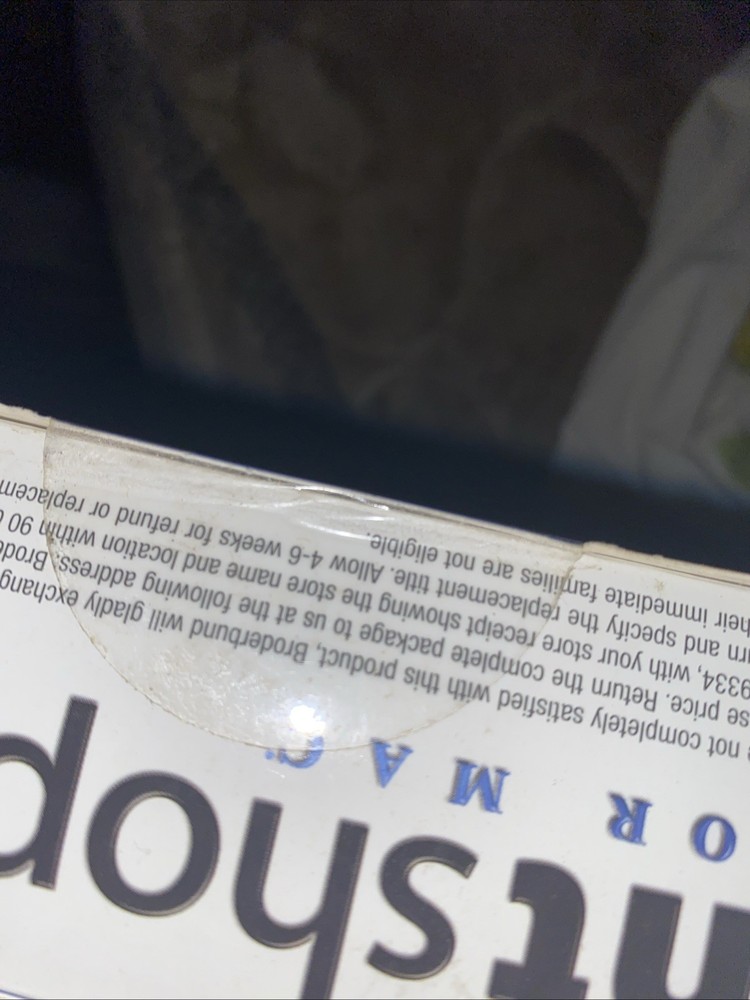 ntshop
OR MAC
e not completely satisfied with this product, Broderbund will gladly exchang
se price. Return the complete package to us at the following address: Brode
9334, with your store receipt showing the store name and location within 90
urn and specify the replacement title. Allow 4-6 weeks for refund or replacem
heir immediate families are not eligible.